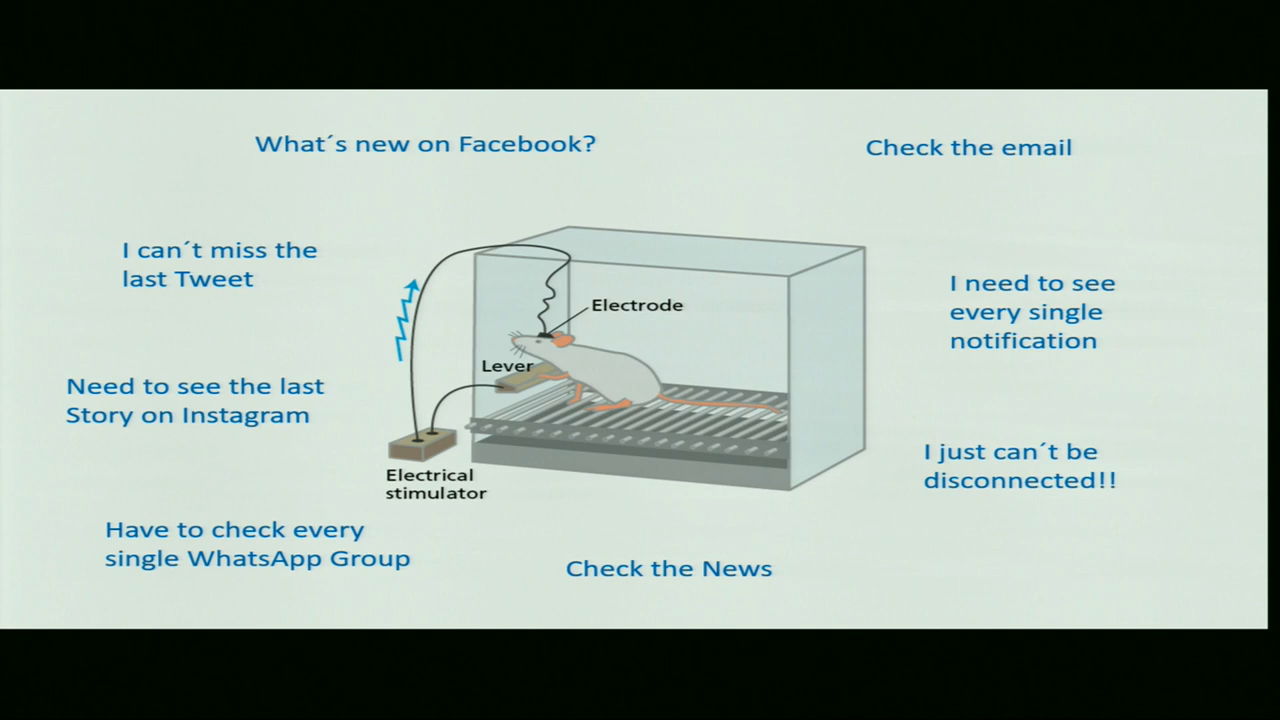 What´s new on Facebook?
Check the email
I can´t miss the
last Tweet
I need to see
every single
notification
Electrode
Lever
Need to see the last
Story on Instagram
I just can´t be
disconnected!!
Electrical
stimulator
Have to check every
single WhatsApp Group
Check the News